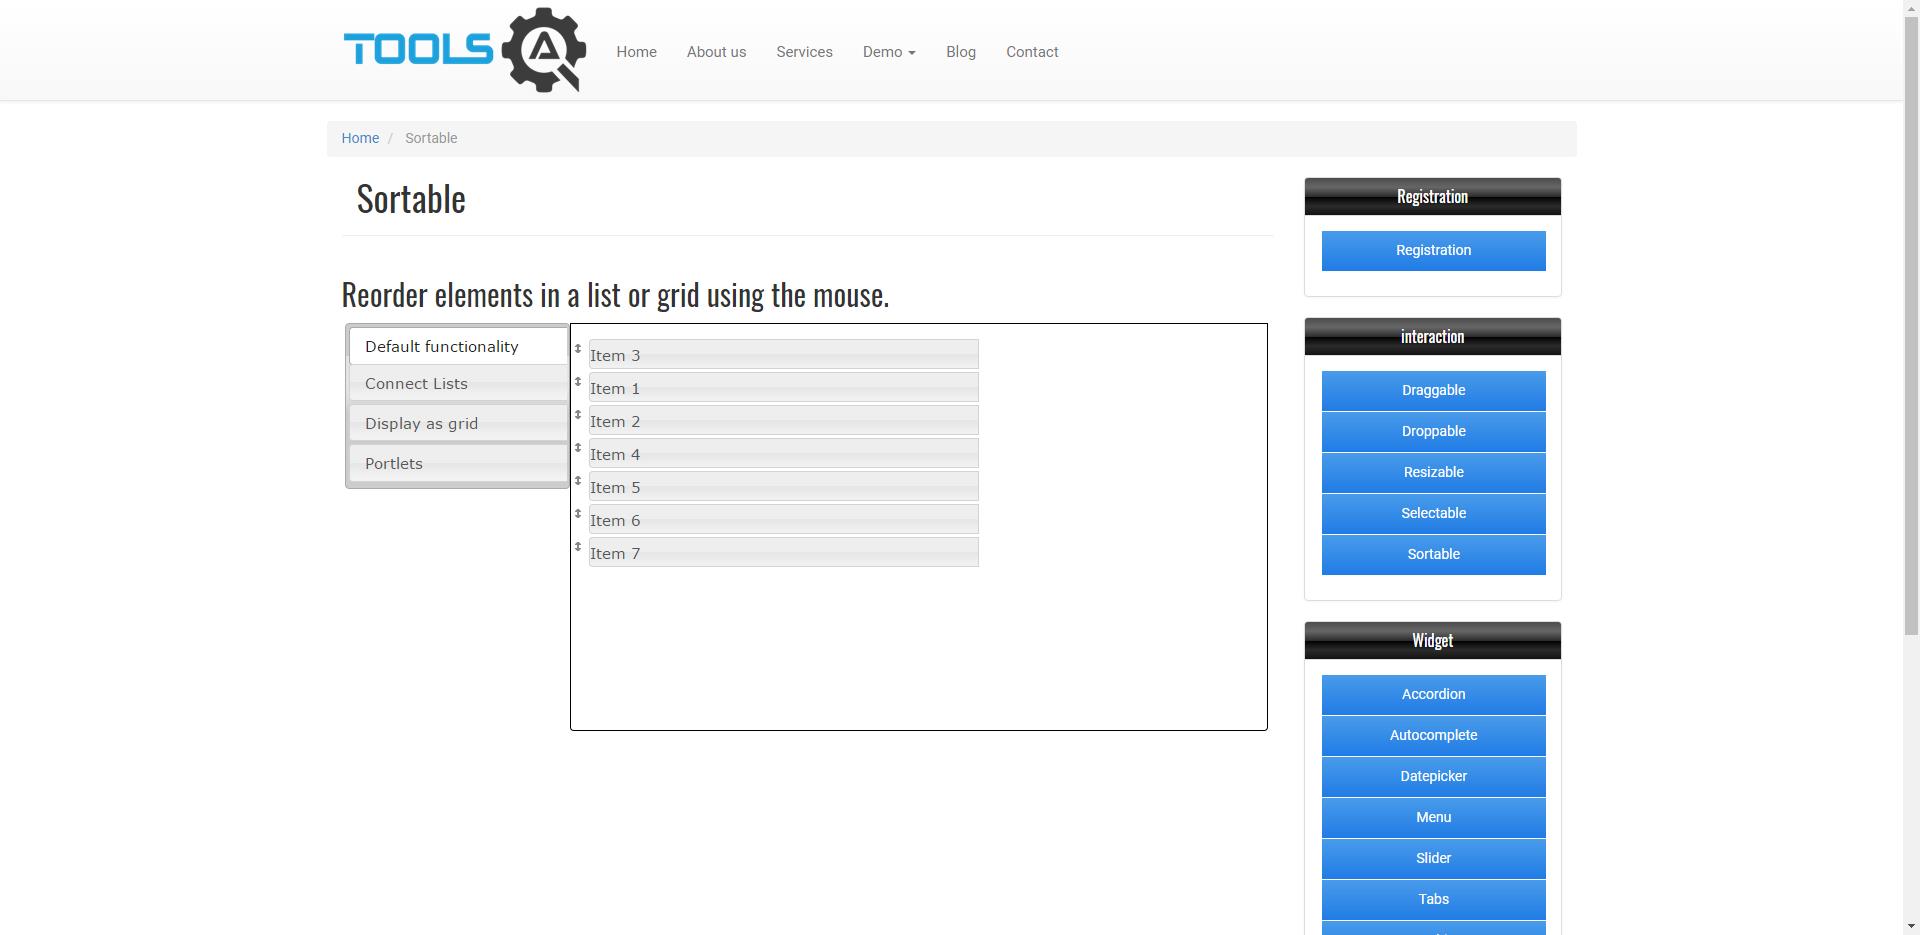 TOOLS QA
Home
About us
Services
Demo
Blog
Contact
Home / Sortable
Sortable
Reorder elements in a list or grid using the mouse.
Default functionality
Connect Lists
Display as grid
Portlets
Item 3
Item 1
Item 2
Item 4
Item 5
Item 6
Item 7
Registration
Registration
interaction
Draggable
Droppable
Resizable
Selectable
Sortable
Widget
Accordion
Autocomplete
Datepicker
Menu
Slider
Tabs